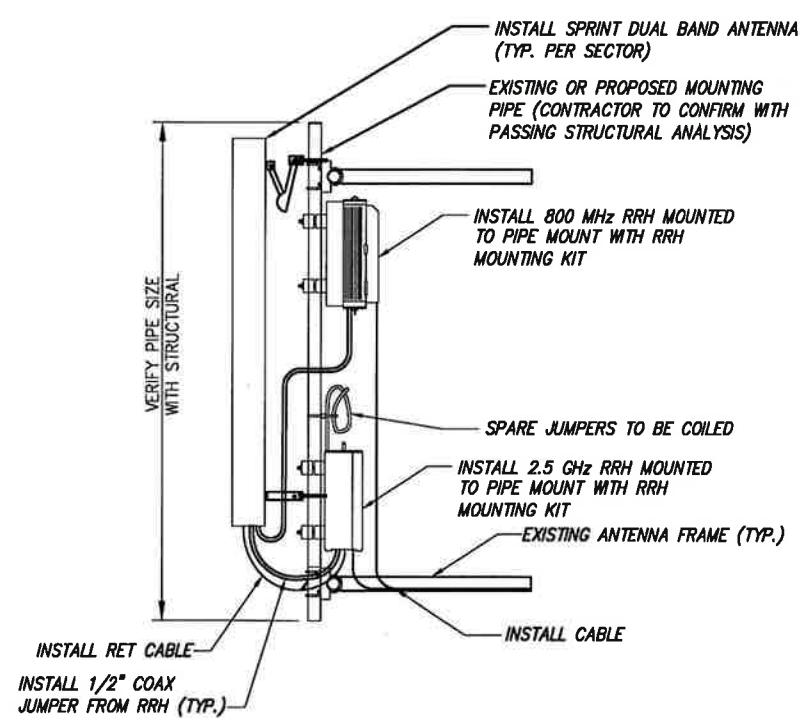 INSTALL SPRINT DUAL BAND ANTENNA
(TYP. PER SECTOR)
EXISTING OR PROPOSED MOUNTING
PIPE (CONTRACTOR TO CONFIRM WITH
PASSING STRUCTURAL ANALYSIS)
INSTALL 800 MHz RRH MOUNTED
TO PIPE MOUNT WITH RRH
MOUNTING KIT
VERIFY PIPE SIZE
WITH STRUCTURAL
SPARE JUMPERS TO BE COILED
INSTALL 2.5 GHz RRH MOUNTED
TO PIPE MOUNT WITH RRH
MOUNTING KIT
EXISTING ANTENNA FRAME (TYP.)
INSTALL CABLE
INSTALL RET CABLE
INSTALL 1/2" COAX
JUMPER FROM RRH (TYP.)